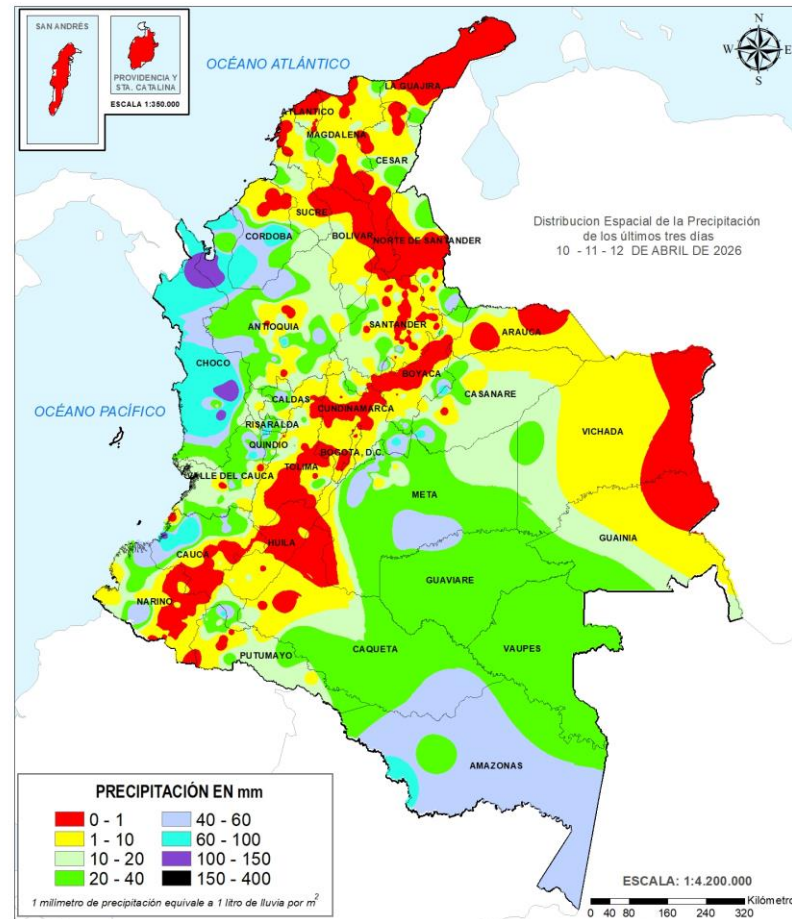 SAN ANDRÉS
PROVIDENCIA Y
STA. CATALINA
ESCALA 1:350.000
OCÉANO ATLÁNTICO
N
W E
S
LA GUAJIRA
ATLANTICO
MAGDALENA
CESAR
SUCRE
CORDOBA
BOLIVAR
NORTE DE SANTANDER
Distribucion Espacial de la Precipitación
de los últimos tres días
10 - 11 - 12 DE ABRIL DE 2026
ANTIOQUIA
SANTANDER
ARAUCA
CHOCO
BOYACA
CASANARE
OCÉANO PACÍFICO
CALDAS
CUNDINAMARCA
VICHADA
RISARALDA
QUINDIO
BOGOTA, D.C.
TOLIMA
VALLE DEL CAUCA
META
GUAINIA
CAUCA
HUILA
GUAVIARE
NARIÑO
CAQUETA
VAUPES
PUTUMAYO
AMAZONAS
PRECIPITACIÓN EN mm
0 - 1 40 - 60
1 - 10 60 - 100
10 - 20 100 - 150
20 - 40 150 - 400
1 milímetro de precipitación equivale a 1 litro de lluvia por m2
ESCALA: 1:4.200.000
Kilómetro
40 80 160 240 320